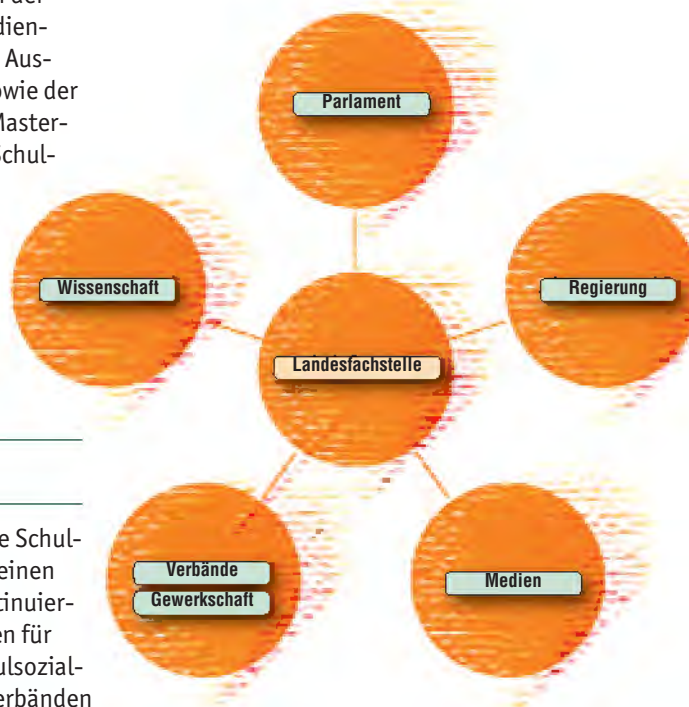 der
dien-
Aus-
owie der
Master-
Schul-
e Schul-
einen
tinuier-
en für
ulsozial-
erbänden
Parlament
Wissenschaft
Regierung
Landesfachstelle
Verbände
Gewerkschaft
Medien